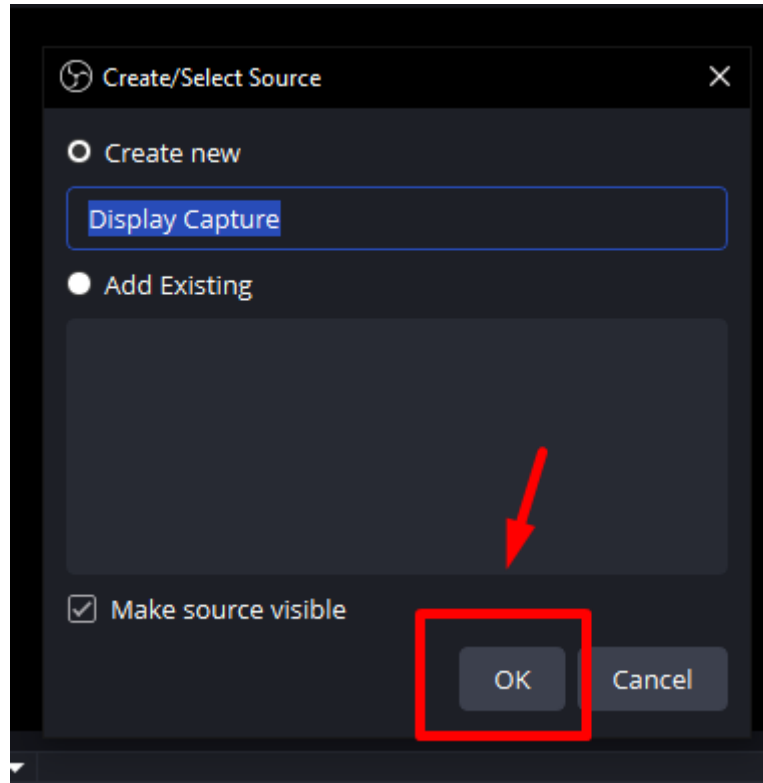 Create/Select Source
Create new
Display Capture
Add Existing
Make source visible
OK Cancel